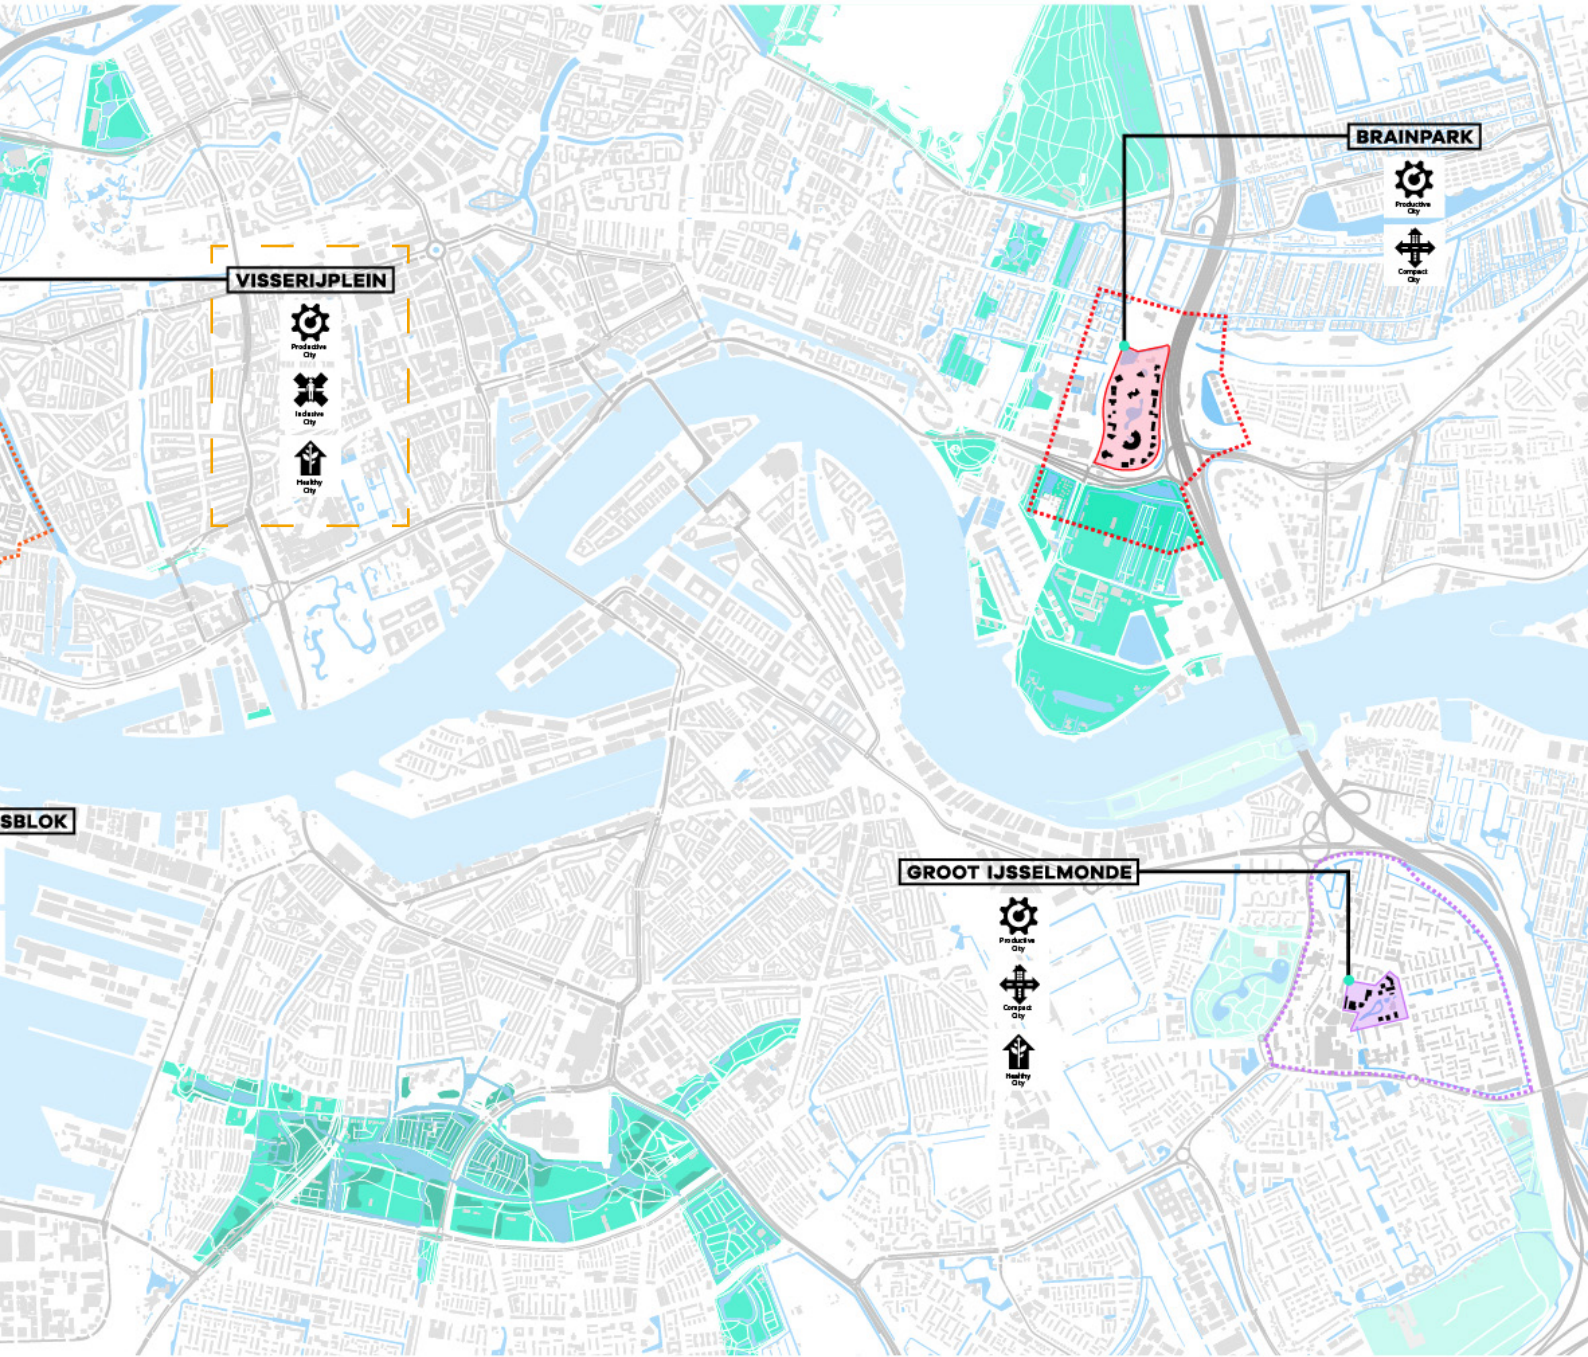 BRAINPARK
Productive
City
Compact
City
VISSERIJPLEIN
Productive
City
Inclusive
City
Healthy
City
SBLOK
GROOT IJSSELMONDE
Productive
City
Compact
City
Healthy
City